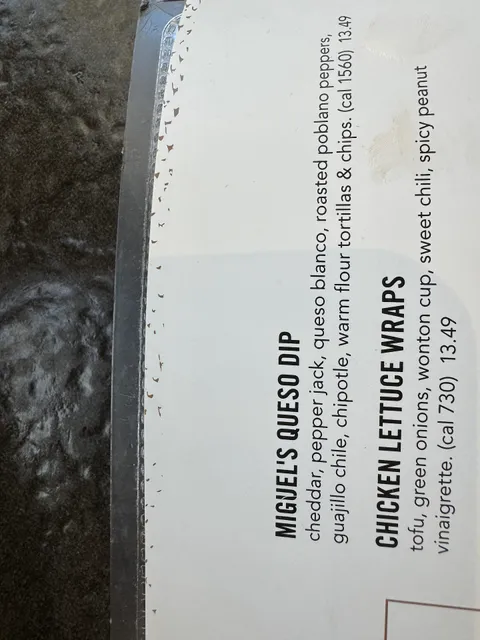 MIGUEL'S QUESO DIP
cheddar, pepper jack, queso blanco, roasted poblano peppers,
guajillo chile, chipotle, warm flour tortillas & chips. (cal 1560) 13.49
CHICKEN LETTUCE WRAPS
tofu, green onions, wonton cup, sweet chili, spicy peanut
vinaigrette. (cal 730) 13.49